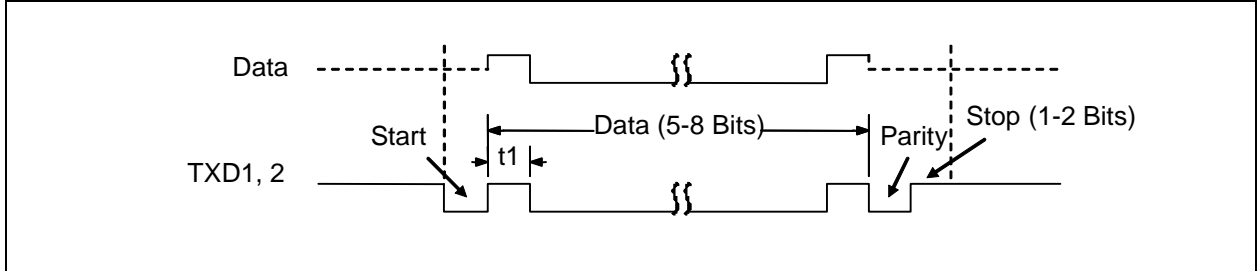 Data
Data (5-8 Bits)
Stop (1-2 Bits)
Start
Parity
t1
TXD1, 2